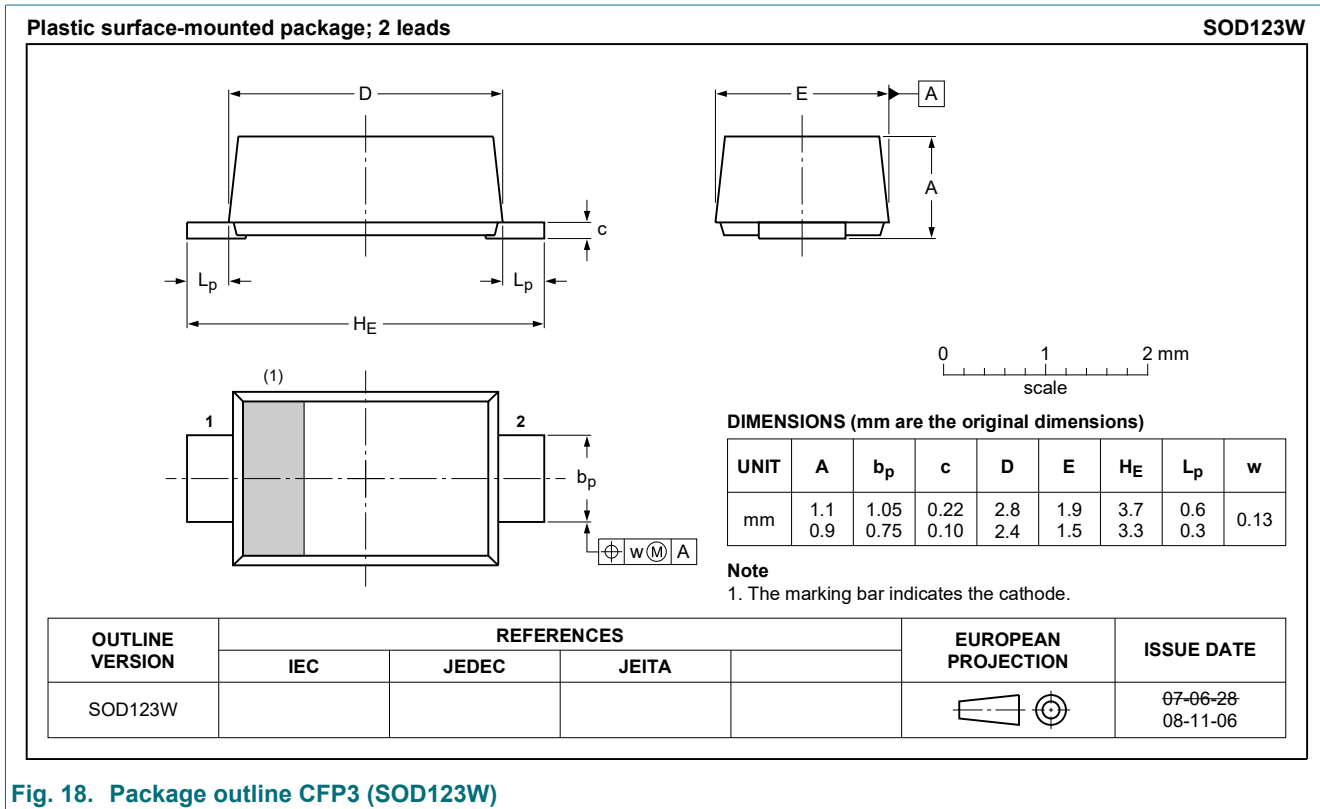 Plastic surface-mounted package; 2 leads SOD123W
D
E
A
A
c
Lp
Lp
HE
0 1 2 mm
scale
(1)
1
2
bp
w M A
DIMENSIONS (mm are the original dimensions)
UNIT A bp c D E HE Lp w
mm 1.1 1.05 0.22 2.8 1.9 3.7 0.6 0.13
0.9 0.75 0.10 2.4 1.5 3.3 0.3
Note
1. The marking bar indicates the cathode.
OUTLINE VERSION REFERENCES EUROPEAN PROJECTION ISSUE DATE
IEC JEDEC JEITA
SOD123W 07-06-28
08-11-06
Fig. 18. Package outline CFP3 (SOD123W)